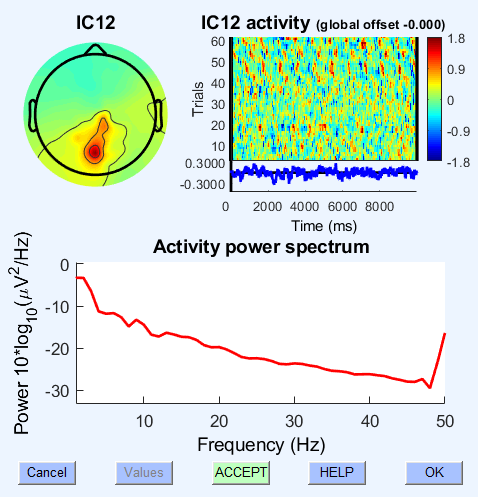 IC12
IC12 activity (global offset -0.000)
Trials
60
50
40
30
20
10
1.8
0.9
0
-0.9
-1.8
0.3000
-0.3000
0 2000 4000 6000 8000
Time (ms)
Activity power spectrum
Power 10*log10(μV2/Hz)
0
-10
-20
-30
10 20 30 40 50
Frequency (Hz)
Cancel Values ACCEPT HELP OK